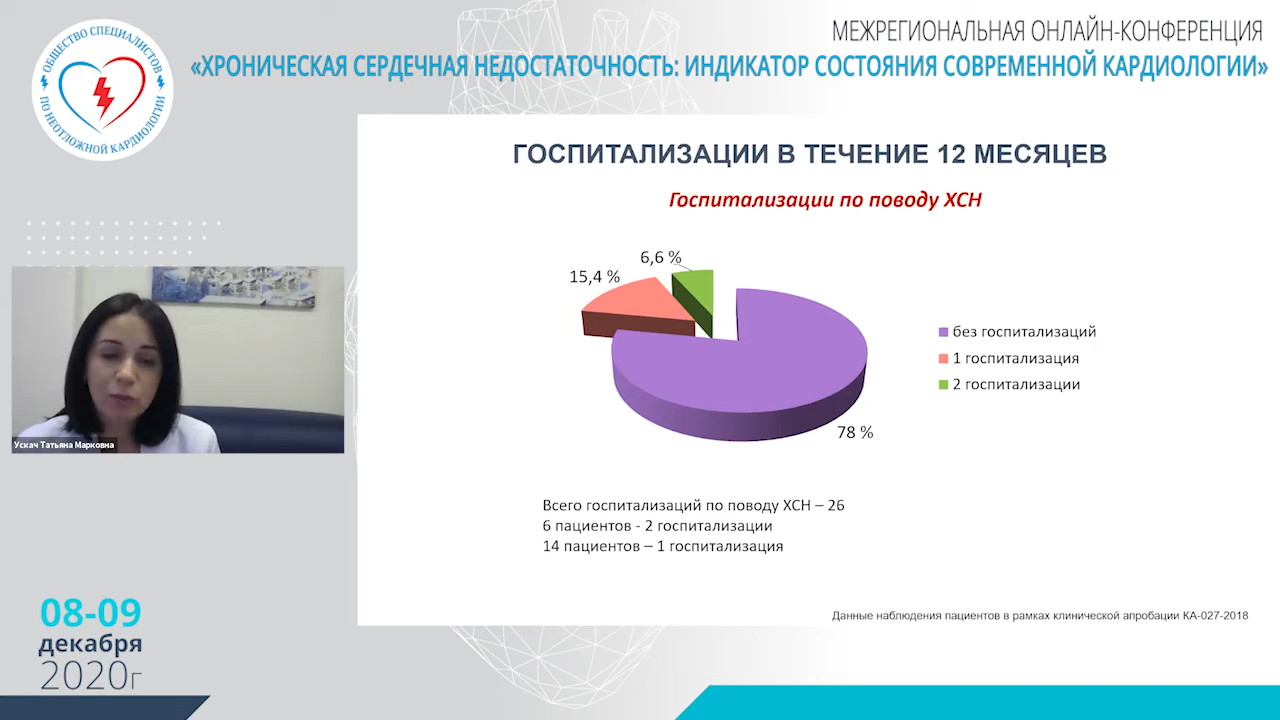 ОБЩЕСТВО СПЕЦИАЛИСТОВ
ПО НЕОТЛОЖНОЙ КАРДИОЛОГИИ
МЕЖРЕГИОНАЛЬНАЯ ОНЛАЙН-КОНФЕРЕНЦИЯ
«ХРОНИЧЕСКАЯ СЕРДЕЧНАЯ НЕДОСТАТОЧНОСТЬ: ИНДИКАТОР СОСТОЯНИЯ СОВРЕМЕННОЙ КАРДИОЛОГИИ»
ГОСПИТАЛИЗАЦИИ В ТЕЧЕНИЕ 12 МЕСЯЦЕВ
Госпитализации по поводу ХСН
6,6 %
15,4 %
78 %
без госпитализаций
1 госпитализация
2 госпитализации
Всего госпитализаций по поводу ХСН – 26
6 пациентов - 2 госпитализации
14 пациентов – 1 госпитализация
Данные наблюдения пациентов в рамках клинической апробации КА-027-2018
Ускач Татьяна Марковна
08-09
декабря
2020г